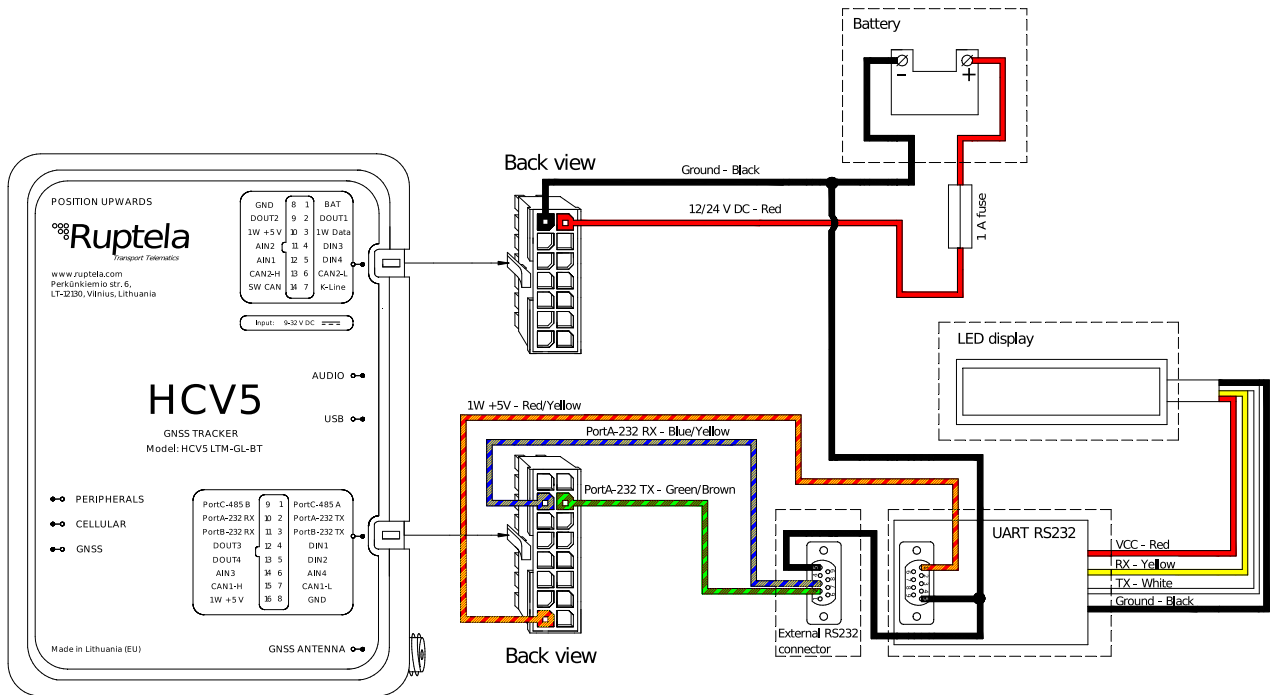 Battery
- +
Back view
Ground - Black
12/24 V DC - Red
1 A fuse
POSITION UPWARDS
Ruptela
Transport Telematics
www.ruptela.com
Perkūnkiemio str. 6,
LT-12130, Vilnius, Lithuania
GND 8 1 BAT
DOUT2 9 2 DOUT1
1W +5 V 10 3 1W Data
AIN2 11 4 DIN3
AIN1 12 5 DIN4
CAN2-H 13 6 CAN2-L
SW CAN 14 7 K-Line
Input: 9-32 V DC
AUDIO
USB
HCV5
GNSS TRACKER
Model: HCV5 LTM-GL-BT
PERIPHERALS
CELLULAR
GNSS
PortC-485 B 9 1 PortC-485 A
PortA-232 RX 10 2 PortA-232 TX
PortB-232 RX 11 3 PortB-232 TX
DOUT3 12 4 DIN1
DOUT4 13 5 DIN2
AIN3 14 6 AIN4
CAN1-H 15 7 CAN1-L
1W +5 V 16 8 GND
Made in Lithuania (EU)
GNSS ANTENNA
1W +5V - Red/Yellow
PortA-232 RX - Blue/Yellow
PortA-232 TX - Green/Brown
Back view
External RS232
connector
LED display
UART RS232
VCC - Red
RX - Yellow
TX - White
Ground - Black